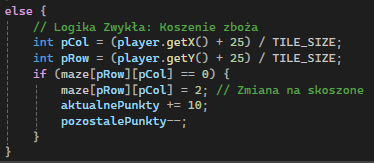 else {
    // Logika Zwykła: Koszenie zboża
    int pCol = (player.getX() + 25) / TILE_SIZE;
    int pRow = (player.getY() + 25) / TILE_SIZE;
    if (maze[pRow][pCol] == 0) {
        maze[pRow][pCol] = 2; // Zmiana na skoszone
        aktualnePunkty += 10;
        pozostalePunkty--;
    }
}